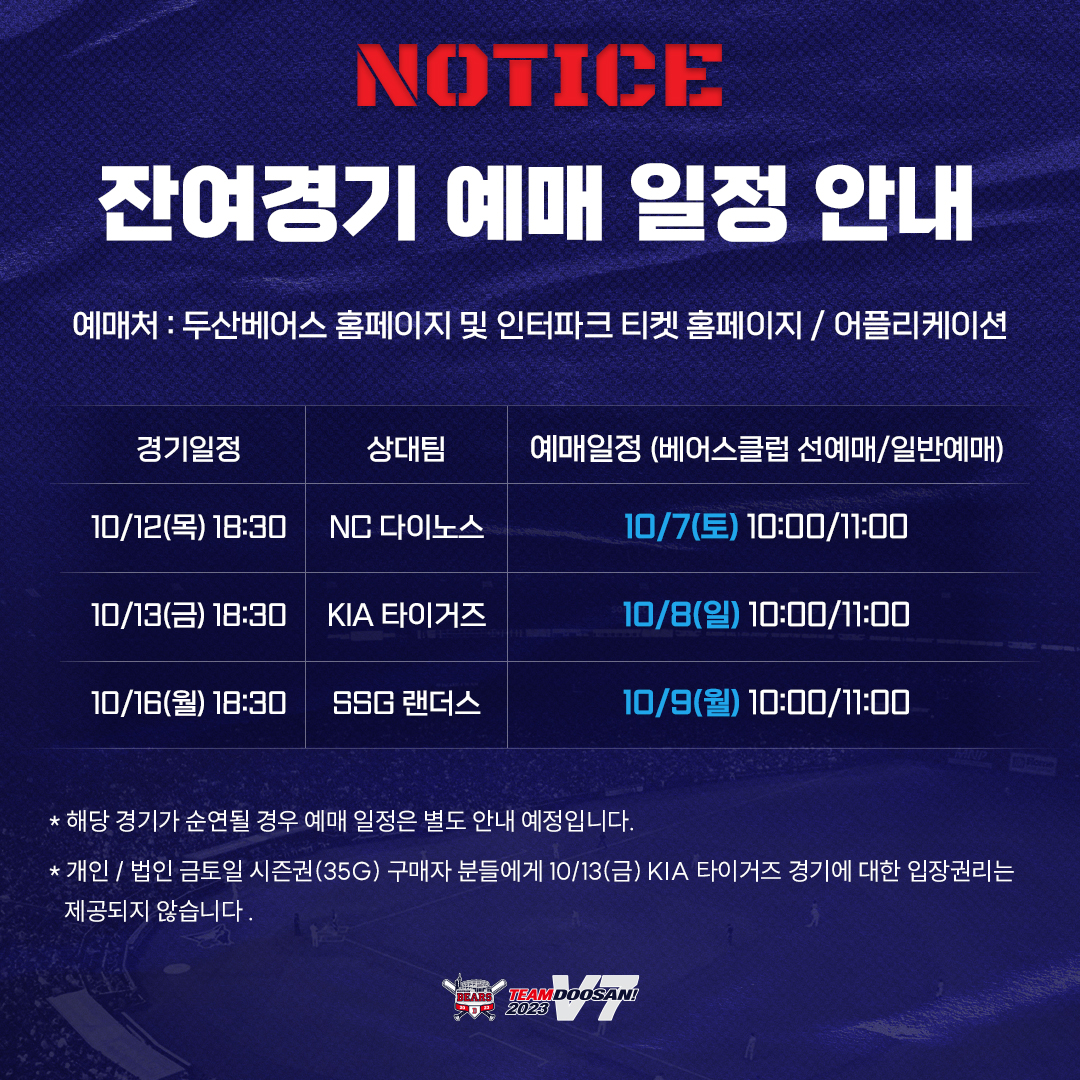 NOTICE
잔여경기 예매 일정 안내
예매처 : 두산베어스 홈페이지 및 인터파크 티켓 홈페이지 / 어플리케이션
경기일정 상대팀 예매일정 (베어스클럽 선예매/일반예매)
10/12(목) 18:30 NC 다이노스 10/7(토) 10:00/11:00
10/13(금) 18:30 KIA 타이거즈 10/8(일) 10:00/11:00
10/16(월) 18:30 SSG 랜더스 10/9(월) 10:00/11:00
* 해당 경기가 순연될 경우 예매 일정은 별도 안내 예정입니다.
* 개인 / 법인 금토일 시즌권(35G) 구매자 분들에게 10/13(금) KIA 타이거즈 경기에 대한 입장권리는
제공되지 않습니다 .
BEARS
TEAMDOOSAN!
2023
V7